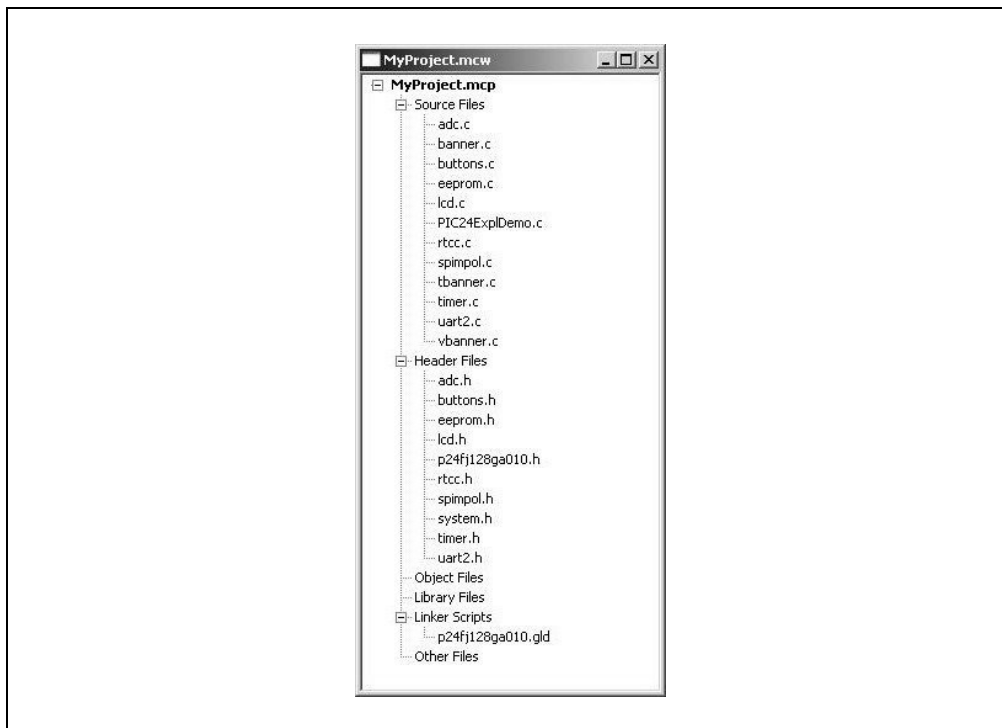 MyProject.mcw
MyProject.mcp
Source Files
adc.c
banner.c
buttons.c
eeprom.c
lcd.c
PIC24ExplDemo.c
rtcc.c
spimpol.c
tbanner.c
timer.c
uart2.c
vbanner.c
Header Files
adc.h
buttons.h
eeprom.h
lcd.h
p24fj128ga010.h
rtcc.h
spimpol.h
system.h
timer.h
uart2.h
Object Files
Library Files
Linker Scripts
p24fj128ga010.gld
Other Files